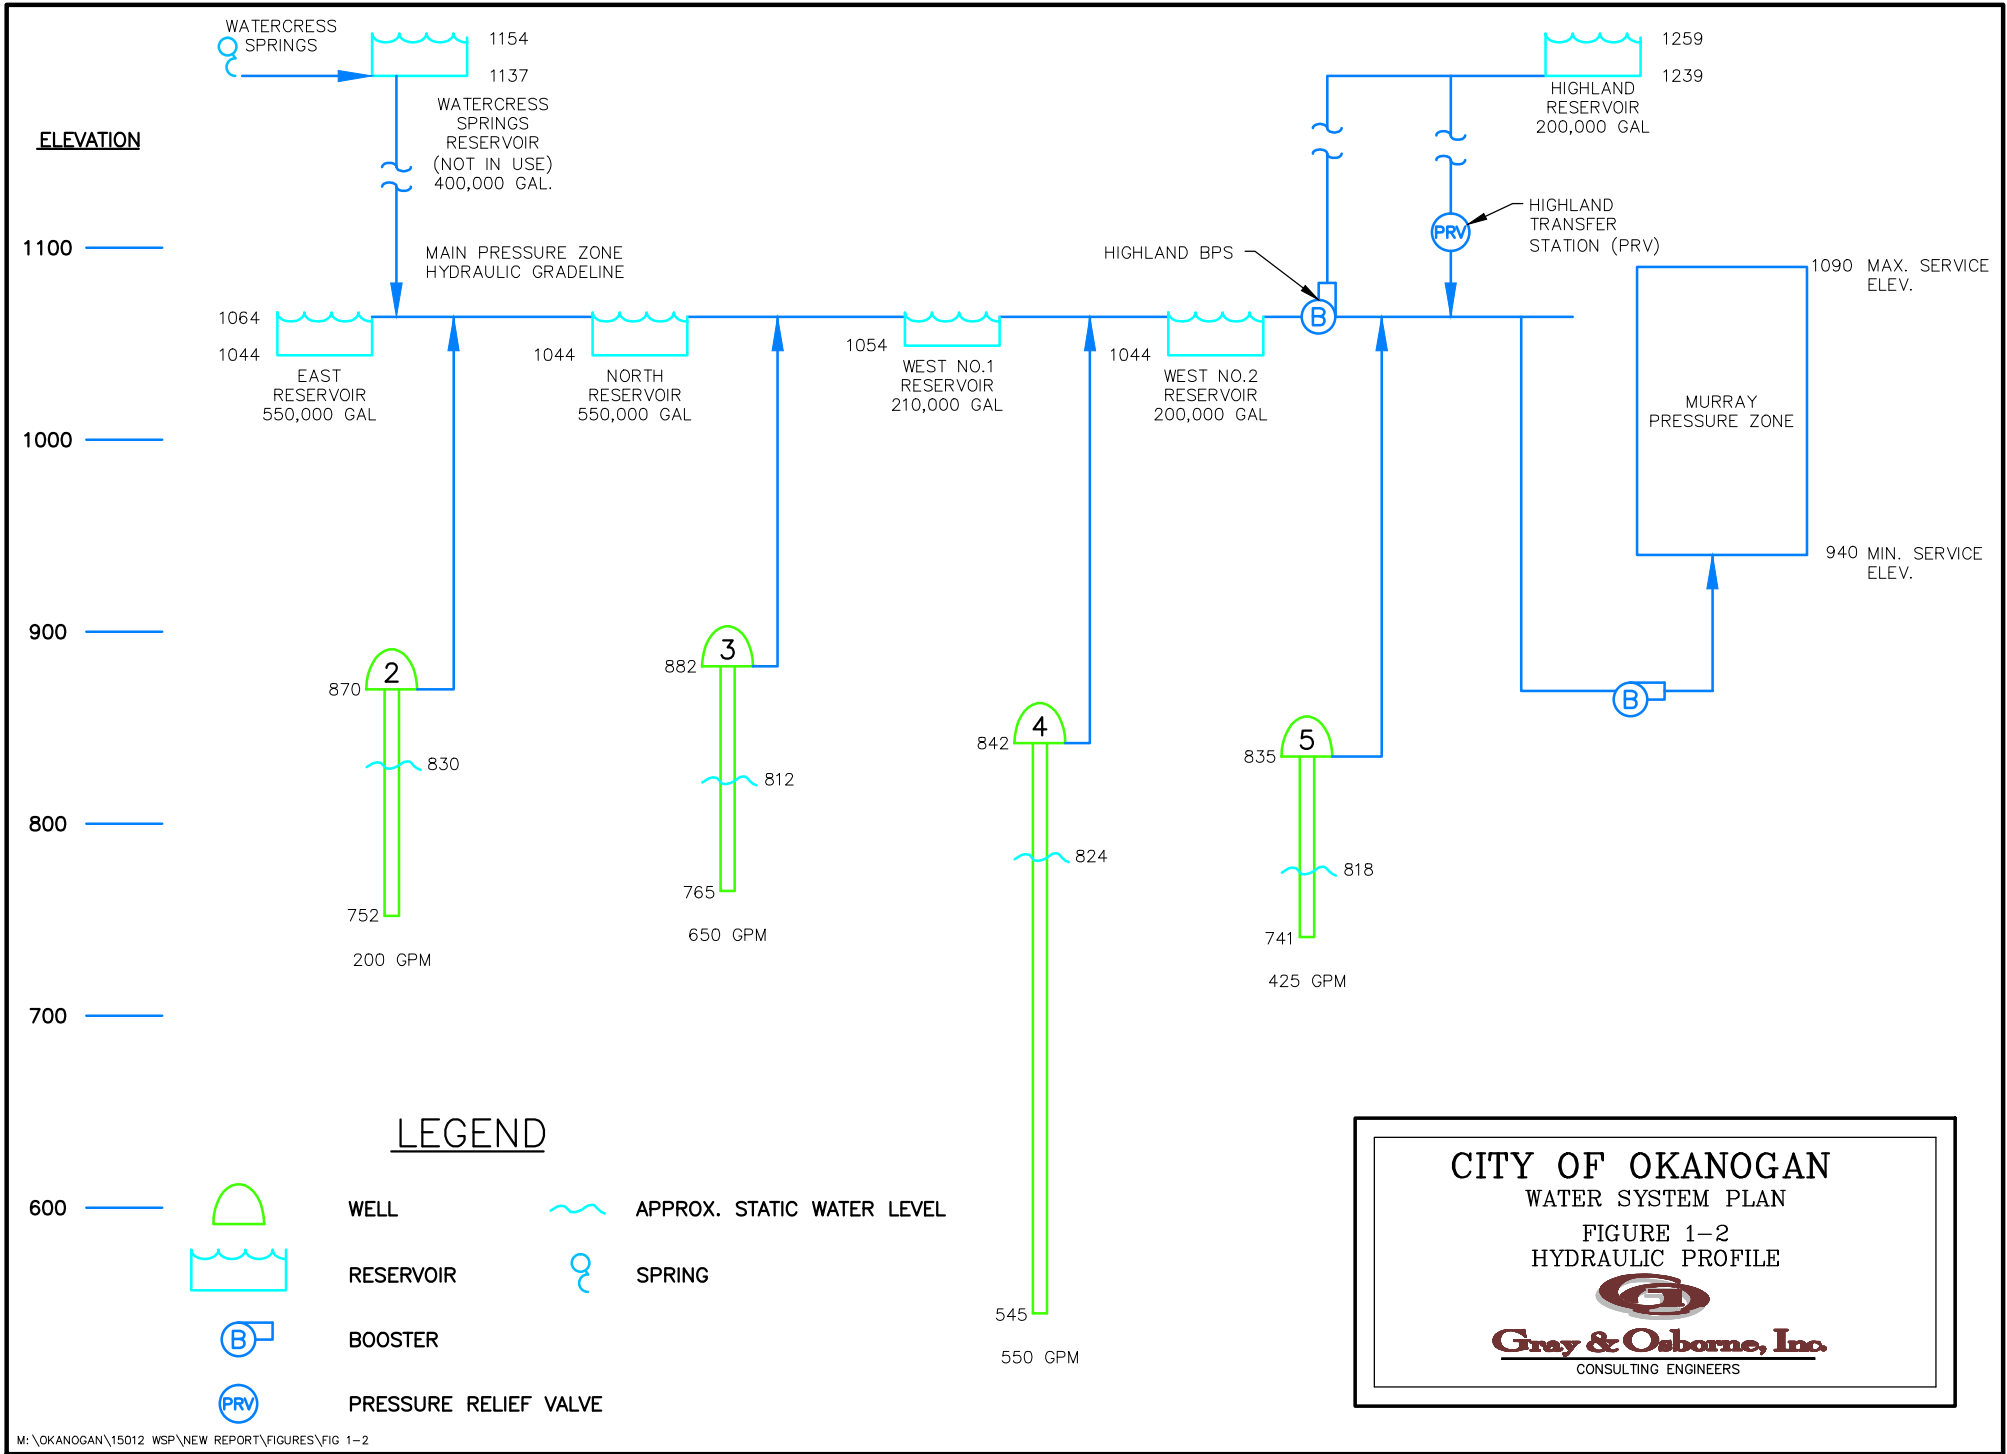 WATERCRESS
SPRINGS
1154
1137
WATERCRESS
SPRINGS
RESERVOIR
(NOT IN USE)
400,000 GAL.
1259
1239
HIGHLAND
RESERVOIR
200,000 GAL
ELEVATION
1100
1000
900
800
700
600
MAIN PRESSURE ZONE
HYDRAULIC GRADELINE
HIGHLAND BPS
PRV
HIGHLAND
TRANSFER
STATION (PRV)
1090 MAX. SERVICE
ELEV.
MURRAY
PRESSURE ZONE
940 MIN. SERVICE
ELEV.
1064
1044
EAST
RESERVOIR
550,000 GAL
1044
NORTH
RESERVOIR
550,000 GAL
1054
WEST NO.1
RESERVOIR
210,000 GAL
1044
WEST NO.2
RESERVOIR
200,000 GAL
B
B
2
870
830
752
200 GPM
3
882
812
765
650 GPM
4
842
824
545
550 GPM
5
835
818
741
425 GPM
LEGEND
WELL
APPROX. STATIC WATER LEVEL
RESERVOIR
SPRING
B
BOOSTER
PRV
PRESSURE RELIEF VALVE
CITY OF OKANOGAN
WATER SYSTEM PLAN
FIGURE 1-2
HYDRAULIC PROFILE
Gray & Osborne, Inc.
CONSULTING ENGINEERS
M:\OKANOGAN\15012 WSP\NEW REPORT\FIGURES\FIG 1-2